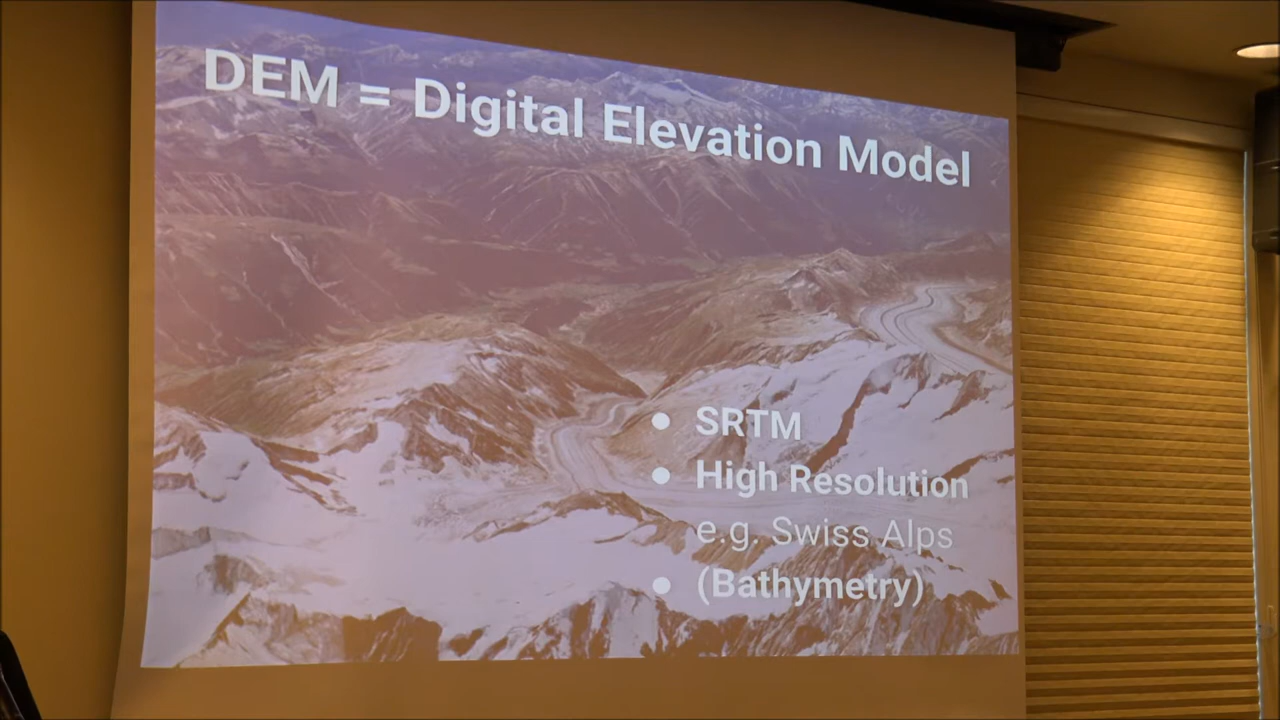 DEM = Digital Elevation Model
● SRTM
● High Resolution
e.g. Swiss Alps
● (Bathymetry)